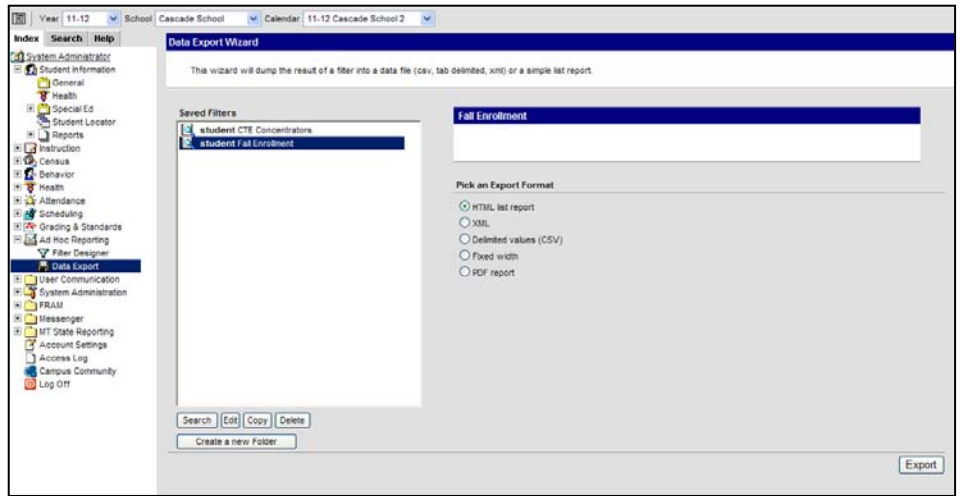 Year 11-12 School Cascade School Calendar 11-12 Cascade School 2
Index Search Help
System Administrator
Student Information
General
Health
Special Ed
Student Locator
Reports
Instruction
Census
Behavior
Health
Attendance
Scheduling
Grading & Standards
Ad Hoc Reporting
Filter Designer
Data Export
User Communication
System Administration
FRAM
Messenger
MT State Reporting
Account Settings
Access Log
Campus Community
Log Off
Data Export Wizard
This wizard will dump the result of a filter into a data file (csv, tab delimited, xml) or a simple list report.
Saved Filters
student CTE Concentrators
student Fall Enrollment
Search Edit Copy Delete
Create a new Folder
Fall Enrollment
Pick an Export Format
HTML list report
XML
Delimited values (CSV)
Fixed width
PDF report
Export